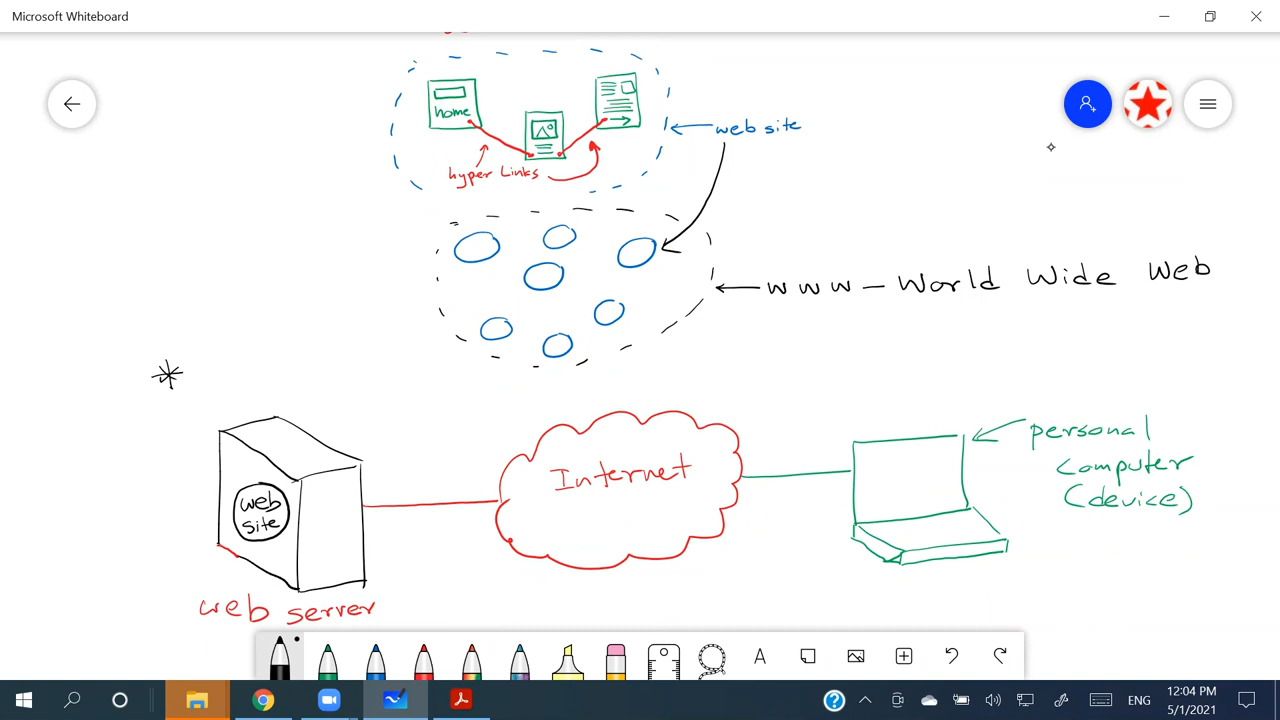 Microsoft Whiteboard
home
web site
hyper Links
w w w – World Wide Web
Internet
personal
computer
(device)
web
site
web server
A
ENG
12:04 PM
5/1/2021